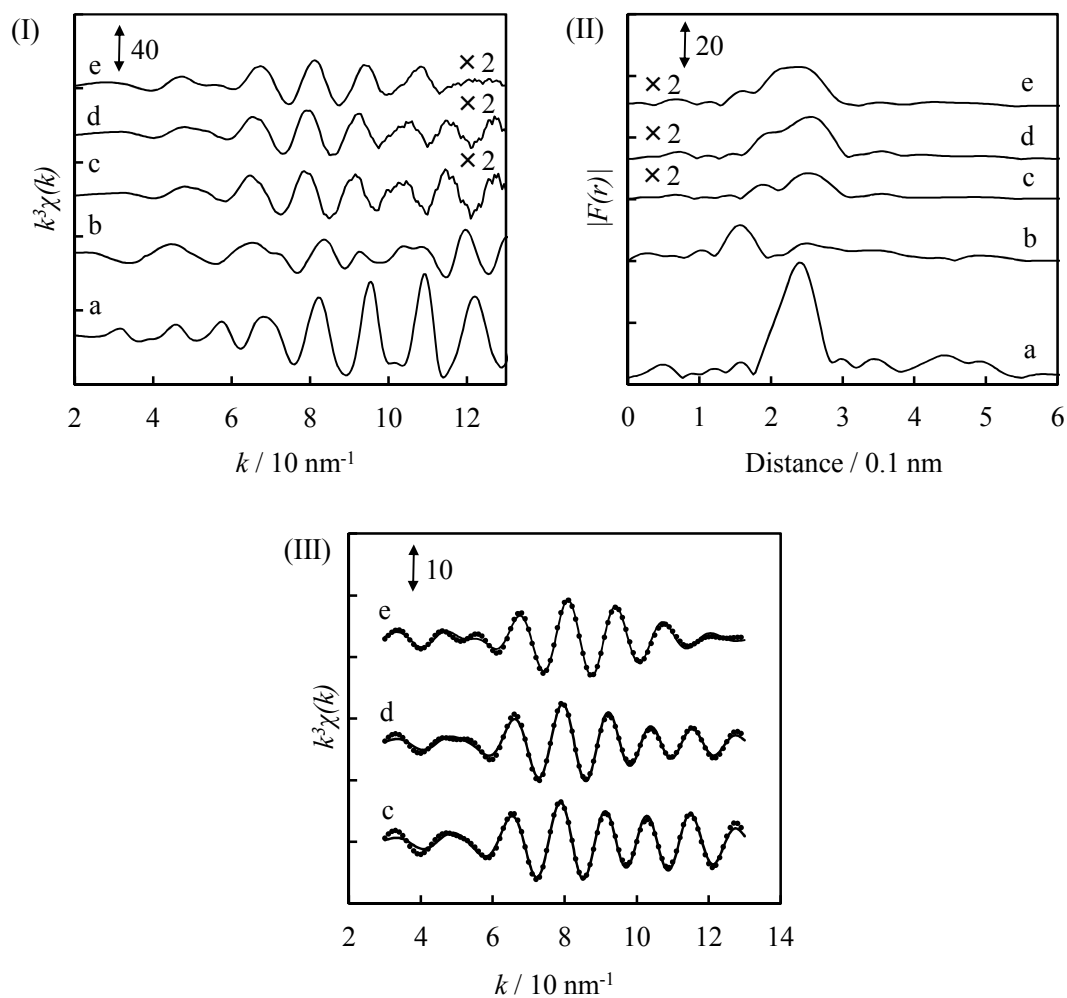 (I)
40
e
× 2
d
× 2
c
× 2
b
a
k³χ(k)
2 4 6 8 10 12
k / 10 nm⁻¹
(II)
20
× 2
e
× 2
d
× 2
c
b
a
|F(r)|
0 1 2 3 4 5 6
Distance / 0.1 nm
(III)
10
e
d
c
k³χ(k)
2 4 6 8 10 12 14
k / 10 nm⁻¹